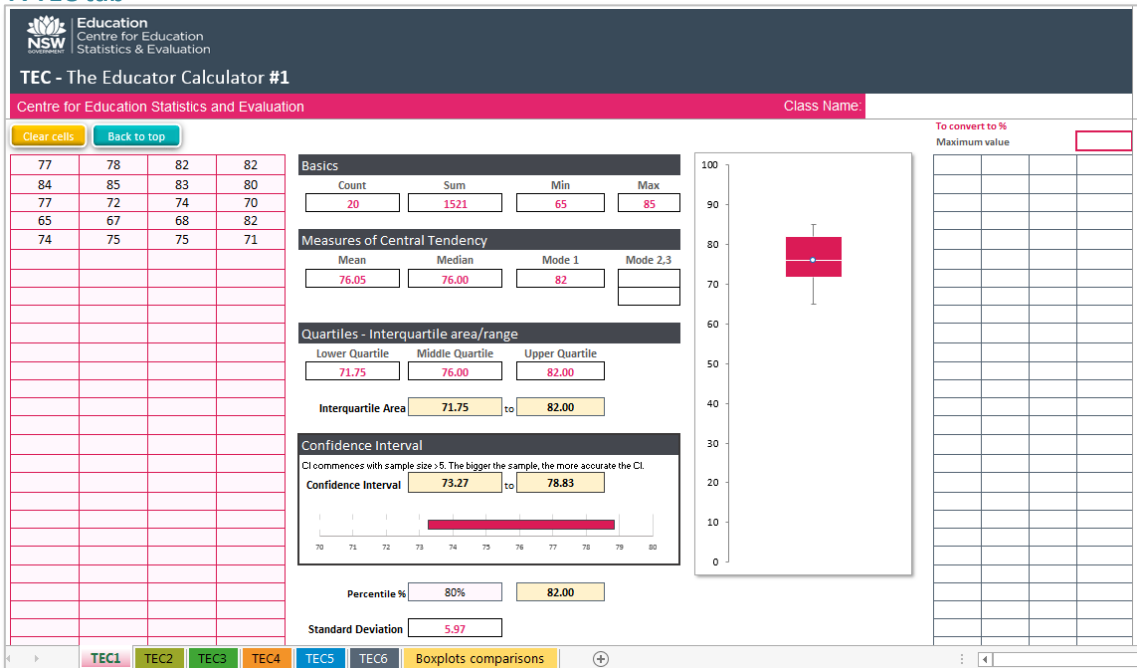 NSW
GOVERNMENT
Education
Centre for Education
Statistics & Evaluation
TEC - The Educator Calculator #1
Centre for Education Statistics and Evaluation Class Name:
Clear cells Back to top
To convert to %
Maximum value
77 78 82 82
84 85 83 80
77 72 74 70
65 67 68 82
74 75 75 71
Basics
Count Sum Min Max
20 1521 65 85
Measures of Central Tendency
Mean Median Mode 1 Mode 2,3
76.05 76.00 82
Quartiles - Interquartile area/range
Lower Quartile Middle Quartile Upper Quartile
71.75 76.00 82.00
Interquartile Area 71.75 to 82.00
Confidence Interval
CI commences with sample size >5. The bigger the sample, the more accurate the CI.
Confidence Interval 73.27 to 78.83
70 71 72 73 74 75 76 77 78 79 80
Percentile % 80% 82.00
Standard Deviation 5.97
100
90
80
70
60
50
40
30
20
10
0
TEC1 TEC2 TEC3 TEC4 TEC5 TEC6 Boxplots comparisons